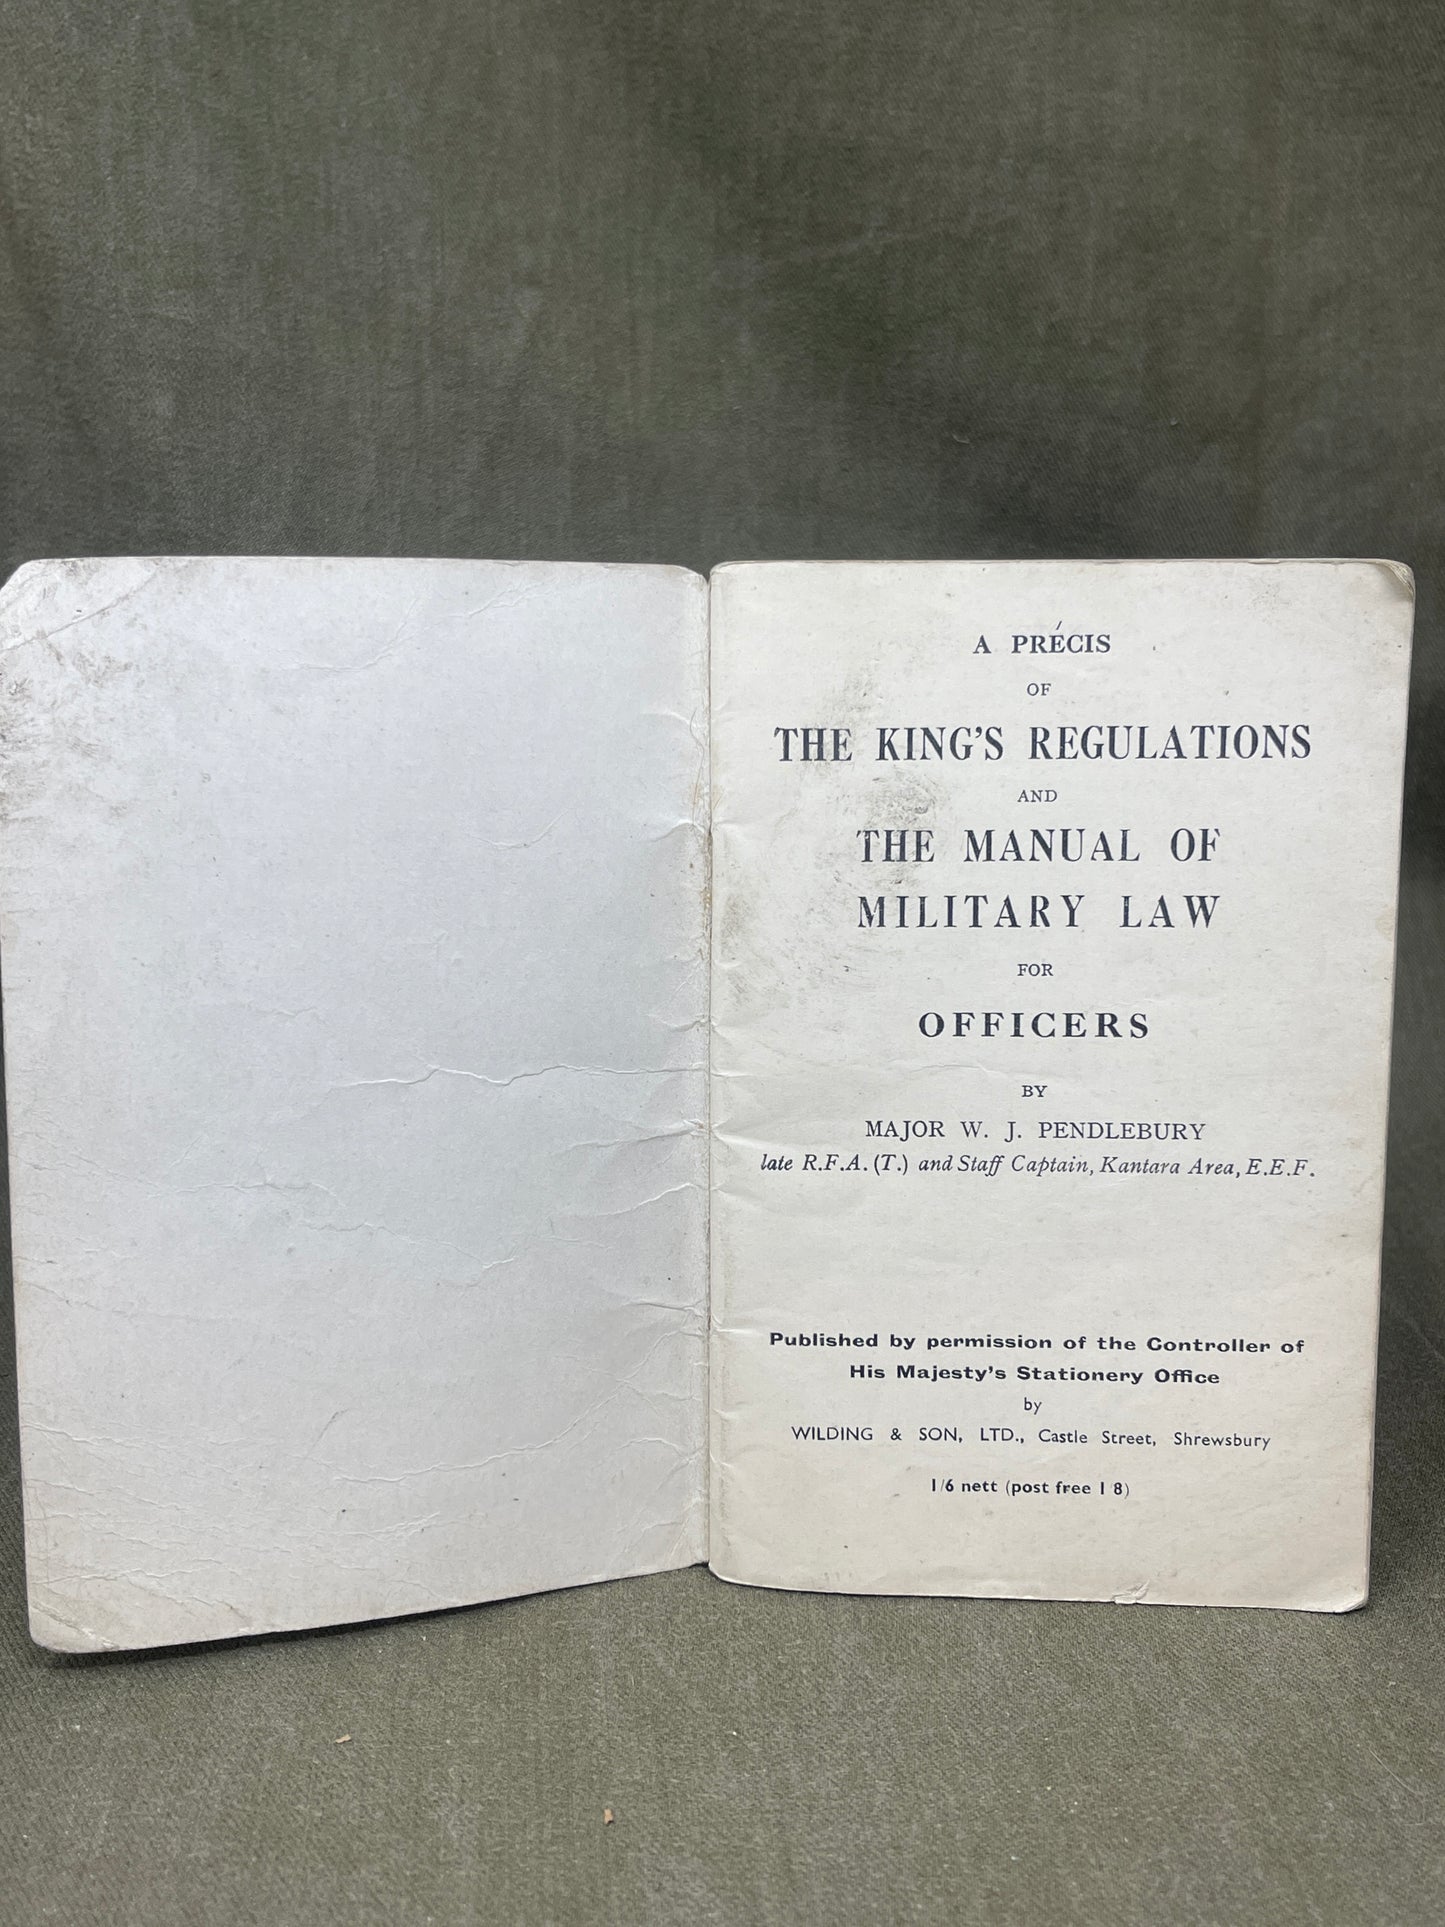 A PRÉCIS
OF
THE KING'S REGULATIONS
AND
THE MANUAL OF
MILITARY LAW
FOR
OFFICERS
BY
MAJOR W. J. PENDLEBURY
late R.F.A. (T.) and Staff Captain, Kantara Area, E.E.F.
Published by permission of the Controller of
His Majesty's Stationery Office
by
WILDING & SON, LTD., Castle Street, Shrewsbury
1/6 nett (post free 1 8)